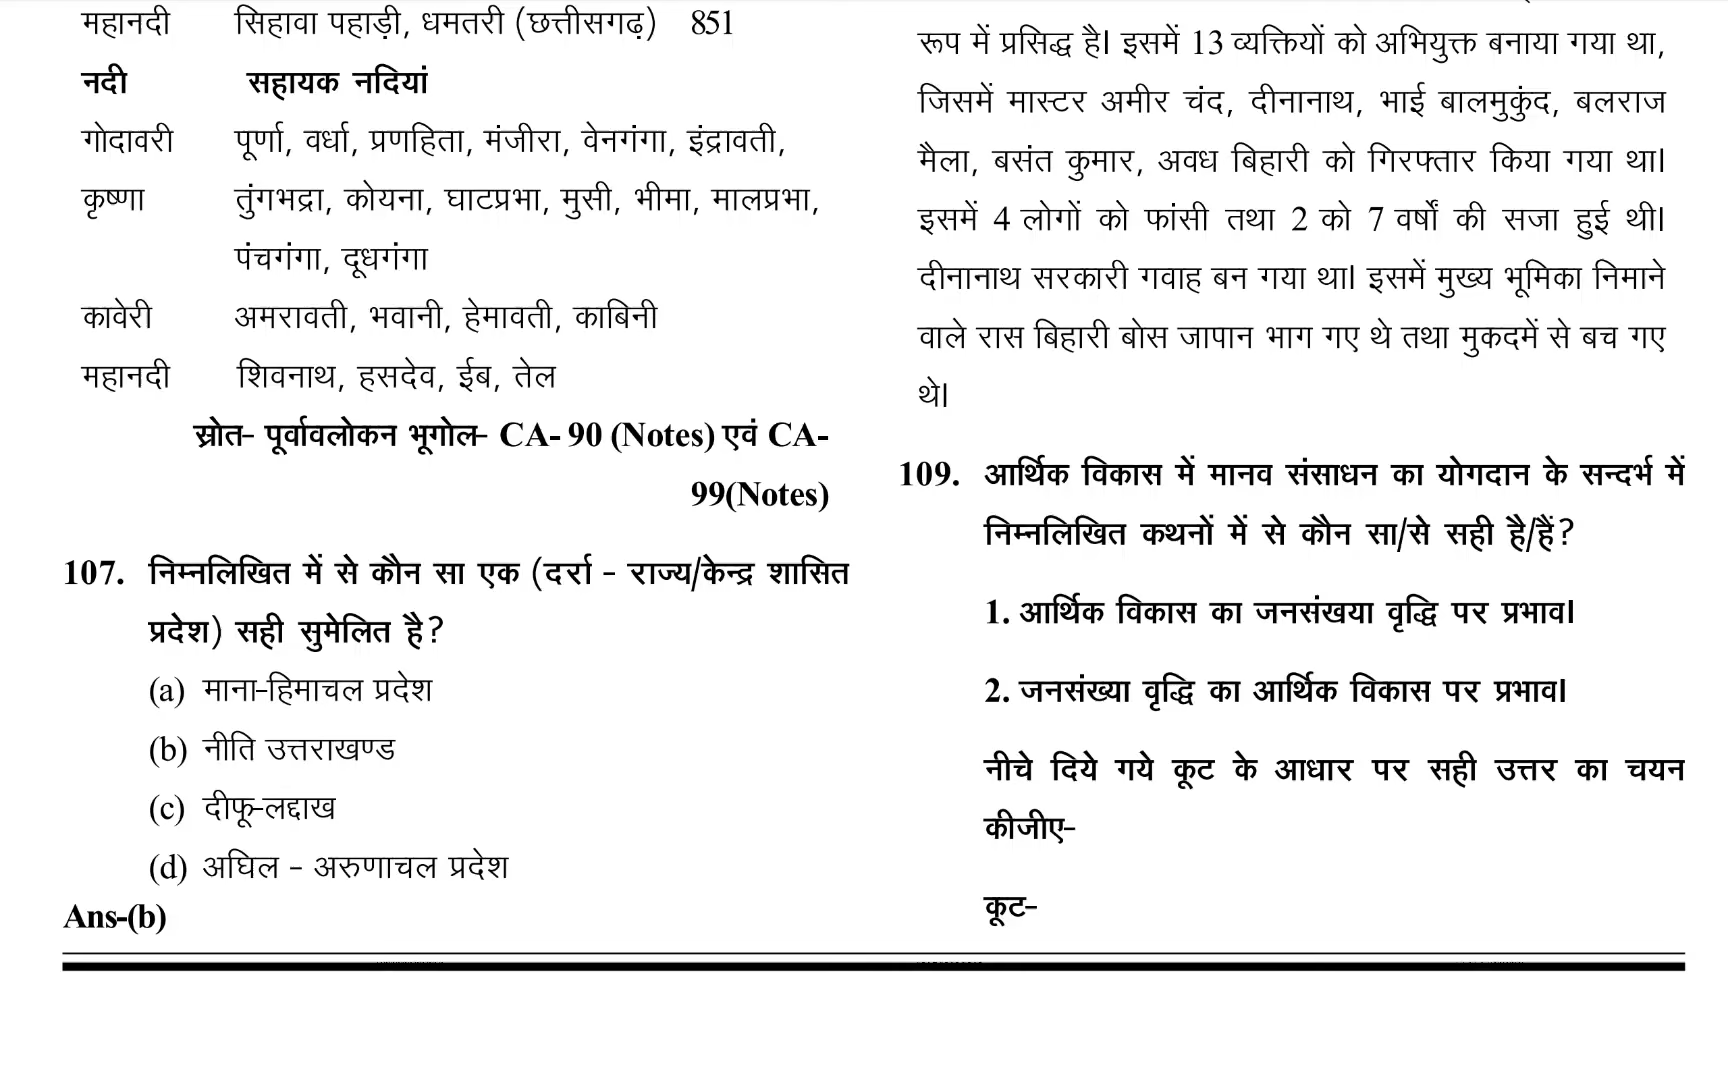 महानदी सिहावा पहाड़ी, धमतरी (छत्तीसगढ़) 851
नदी सहायक नदियां
गोदावरी पूर्णा, वर्धा, प्रणहिता, मंजीरा, वेनगंगा, इंद्रावती,
कृष्णा तुंगभद्रा, कोयना, घाटप्रभा, मुसी, भीमा, मालप्रभा,
पंचगंगा, दूधगंगा
कावेरी अमरावती, भवानी, हेमावती, काबिनी
महानदी शिवनाथ, हसदेव, ईब, तेल
स्रोत- पूर्वावलोकन भूगोल- CA- 90 (Notes) एवं CA-
99(Notes)
107. निम्नलिखित में से कौन सा एक (दर्रा - राज्य/केन्द्र शासित
प्रदेश) सही सुमेलित है?
(a) माना-हिमाचल प्रदेश
(b) नीति उत्तराखण्ड
(c) दीफू-लद्दाख
(d) अघिल - अरुणाचल प्रदेश
Ans-(b)
रूप में प्रसिद्ध है। इसमें 13 व्यक्तियों को अभियुक्त बनाया गया था,
जिसमें मास्टर अमीर चंद, दीनानाथ, भाई बालमुकुंद, बलराज
मैला, बसंत कुमार, अवध बिहारी को गिरफ्तार किया गया था।
इसमें 4 लोगों को फांसी तथा 2 को 7 वर्षों की सजा हुई थी।
दीनानाथ सरकारी गवाह बन गया था। इसमें मुख्य भूमिका निमाने
वाले रास बिहारी बोस जापान भाग गए थे तथा मुकदमें से बच गए
थे।
109. आर्थिक विकास में मानव संसाधन का योगदान के सन्दर्भ में
निम्नलिखित कथनों में से कौन सा/से सही है/हैं?
1. आर्थिक विकास का जनसंखया वृद्धि पर प्रभाव।
2. जनसंख्या वृद्धि का आर्थिक विकास पर प्रभाव।
नीचे दिये गये कूट के आधार पर सही उत्तर का चयन
कीजीए-
कूट-